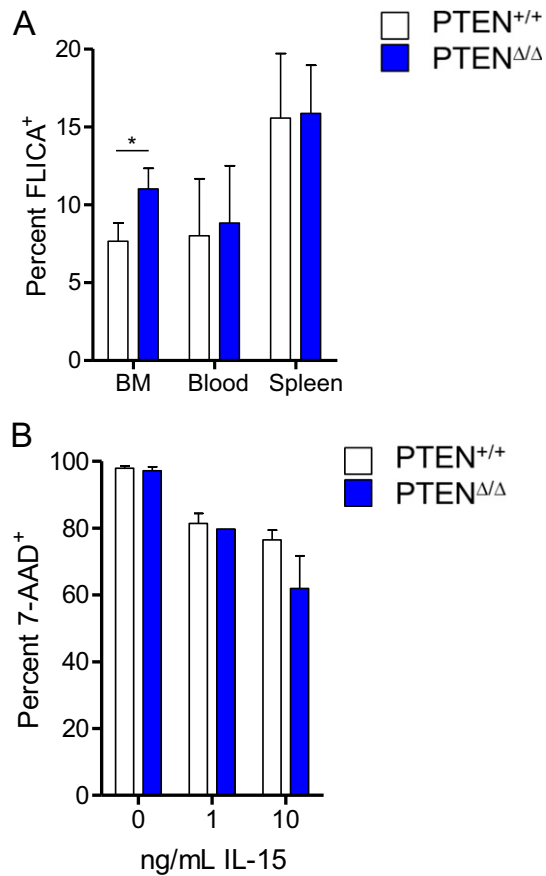 A
PTEN+/+
PTENΔ/Δ
20
15
10
5
0
Percent FLICA+
*
BM Blood Spleen
B
PTEN+/+
PTENΔ/Δ
100
80
60
40
20
0
Percent 7-AAD+
0 1 10
ng/mL IL-15